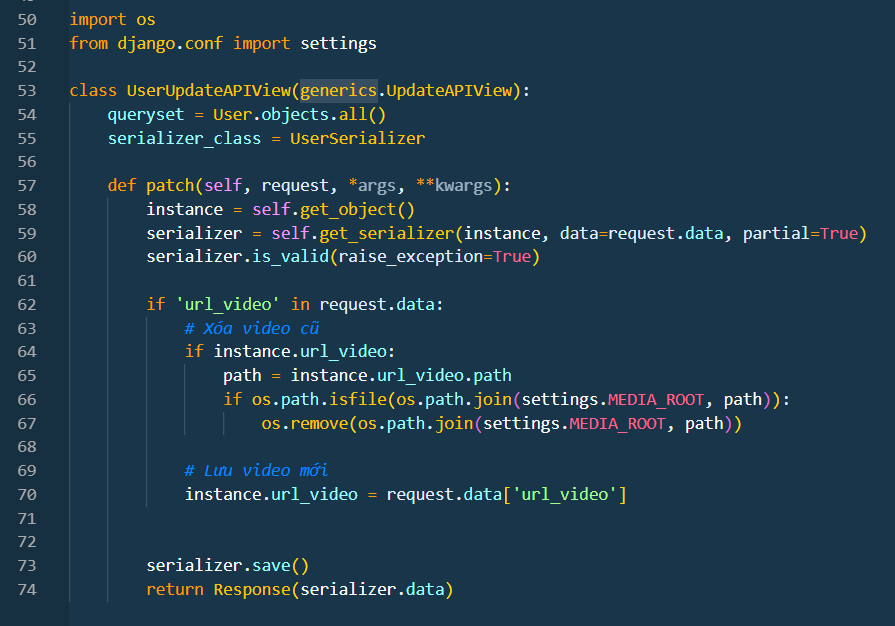 50 import os
51 from django.conf import settings
52
53 class UserUpdateAPIView(generics.UpdateAPIView):
54     queryset = User.objects.all()
55     serializer_class = UserSerializer
56
57     def patch(self, request, *args, **kwargs):
58         instance = self.get_object()
59         serializer = self.get_serializer(instance, data=request.data, partial=True)
60         serializer.is_valid(raise_exception=True)
61
62         if 'url_video' in request.data:
63             # Xóa video cũ
64             if instance.url_video:
65                 path = instance.url_video.path
66                 if os.path.isfile(os.path.join(settings.MEDIA_ROOT, path)):
67                     os.remove(os.path.join(settings.MEDIA_ROOT, path))
68
69             # Lưu video mới
70             instance.url_video = request.data['url_video']
71
72
73         serializer.save()
74         return Response(serializer.data)